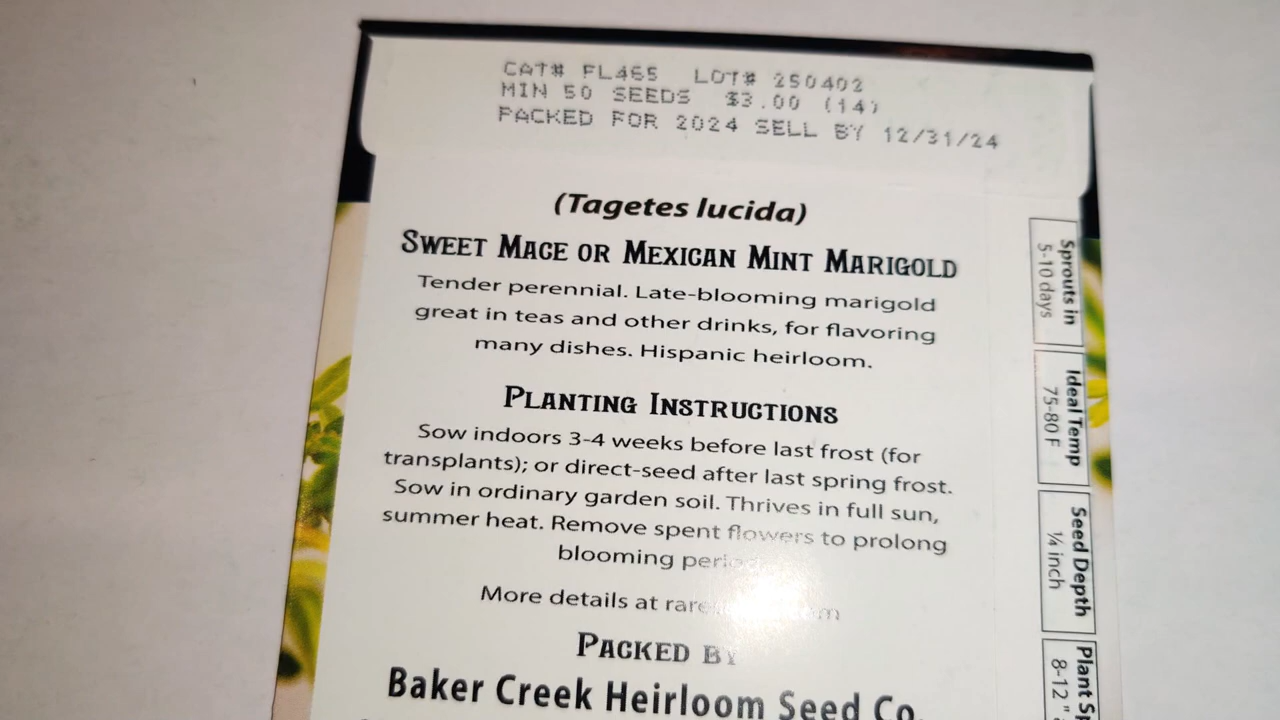 CAT# FL465 LOT# 250402
MIN 50 SEEDS $3.00 (14)
PACKED FOR 2024 SELL BY 12/31/24
(Tagetes lucida)
SWEET MACE OR MEXICAN MINT MARIGOLD
Tender perennial. Late-blooming marigold
great in teas and other drinks, for flavoring
many dishes. Hispanic heirloom.
PLANTING INSTRUCTIONS
Sow indoors 3-4 weeks before last frost (for
transplants); or direct-seed after last spring frost.
Sow in ordinary garden soil. Thrives in full sun,
summer heat. Remove spent flowers to prolong
blooming
More details at
PACKED BY
Baker Creek Heirloom Seed Co.
Sprouts in
5-10 days
Ideal Temp
75-80 F
Seed Depth
¼ inch
Plant
8-12 "